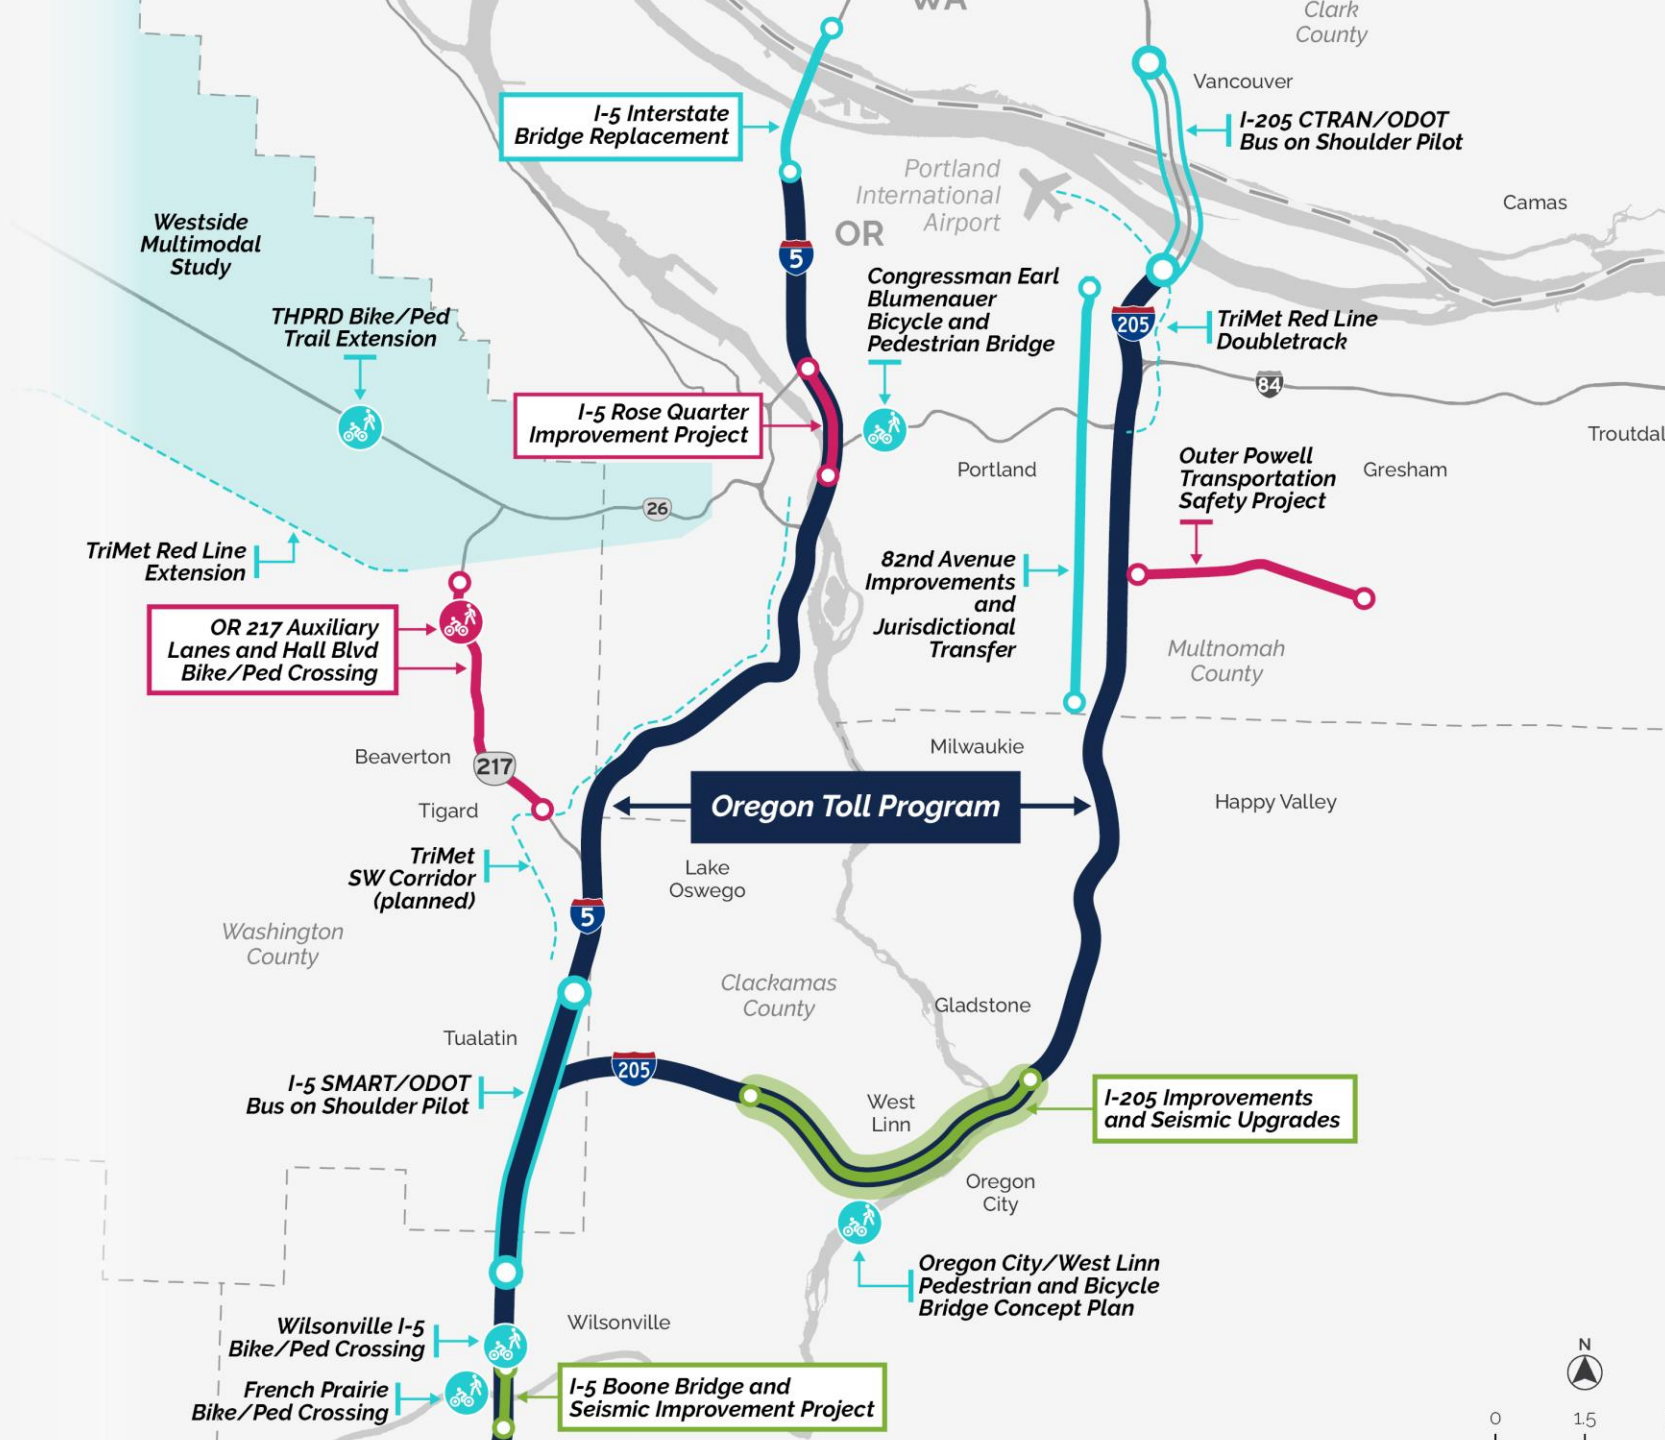 WA
Clark
County
Vancouver
I-5 Interstate
Bridge Replacement
I-205 CTRAN/ODOT
Bus on Shoulder Pilot
Portland
International
Airport
Camas
OR
Westside
Multimodal
Study
5
Congressman Earl
Blumenauer
Bicycle and
Pedestrian Bridge
THPRD Bike/Ped
Trail Extension
205
TriMet Red Line
Doubletrack
84
I-5 Rose Quarter
Improvement Project
Troutdal
Portland
Outer Powell
Transportation
Safety Project
Gresham
26
TriMet Red Line
Extension
82nd Avenue
Improvements
and
Jurisdictional
Transfer
OR 217 Auxiliary
Lanes and Hall Blvd
Bike/Ped Crossing
Multnomah
County
Beaverton
217
Milwaukie
Tigard
Oregon Toll Program
Happy Valley
TriMet
SW Corridor
(planned)
Lake
Oswego
5
Washington
County
Clackamas
County
Gladstone
Tualatin
205
I-5 SMART/ODOT
Bus on Shoulder Pilot
West
Linn
I-205 Improvements
and Seismic Upgrades
Oregon
City
Oregon City/West Linn
Pedestrian and Bicycle
Bridge Concept Plan
Wilsonville I-5
Bike/Ped Crossing
Wilsonville
French Prairie
Bike/Ped Crossing
I-5 Boone Bridge and
Seismic Improvement Project
N
0 1.5